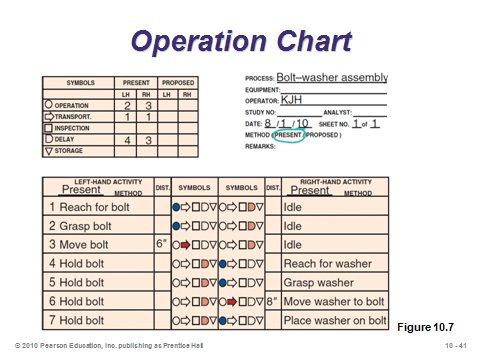 Operation Chart
SYMBOLS PRESENT PROPOSED
LH RH LH RH
OPERATION 2 3
TRANSPORT. 1 1
INSPECTION
DELAY 4 3
STORAGE
PROCESS: Bolt–washer assembly
EQUIPMENT:
OPERATOR: KJH
STUDY NO: ANALYST:
DATE: 8 / 1 / 10 SHEET NO. 1 of 1
METHOD ( PRESENT / PROPOSED )
REMARKS:
LEFT-HAND ACTIVITY
Present METHOD DIST. SYMBOLS SYMBOLS DIST. RIGHT-HAND ACTIVITY
Present METHOD
1 Reach for bolt Idle
2 Grasp bolt Idle
3 Move bolt 6″ Idle
4 Hold bolt Reach for washer
5 Hold bolt Grasp washer
6 Hold bolt 8″ Move washer to bolt
7 Hold bolt Place washer on bolt
Figure 10.7
© 2010 Pearson Education, Inc. publishing as Prentice Hall 10 - 41